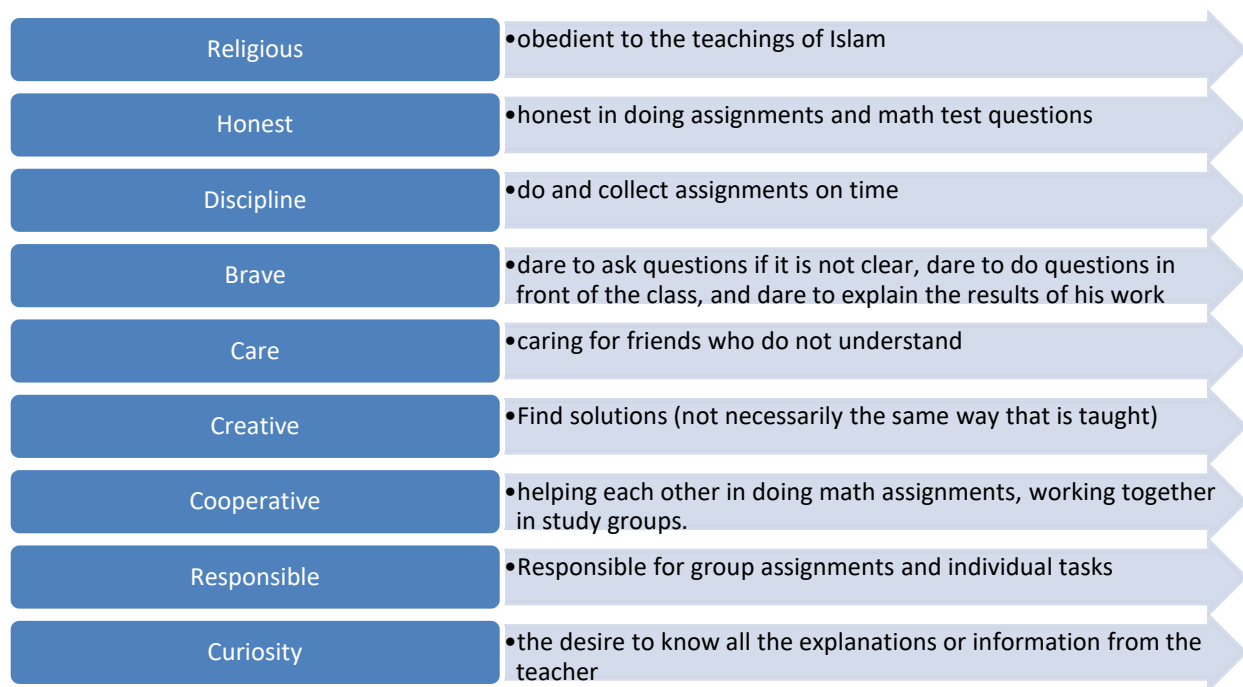 Religious
•obedient to the teachings of Islam
Honest
•honest in doing assignments and math test questions
Discipline
•do and collect assignments on time
Brave
•dare to ask questions if it is not clear, dare to do questions in
front of the class, and dare to explain the results of his work
Care
•caring for friends who do not understand
Creative
•Find solutions (not necessarily the same way that is taught)
Cooperative
•helping each other in doing math assignments, working together
in study groups.
Responsible
•Responsible for group assignments and individual tasks
Curiosity
•the desire to know all the explanations or information from the
teacher